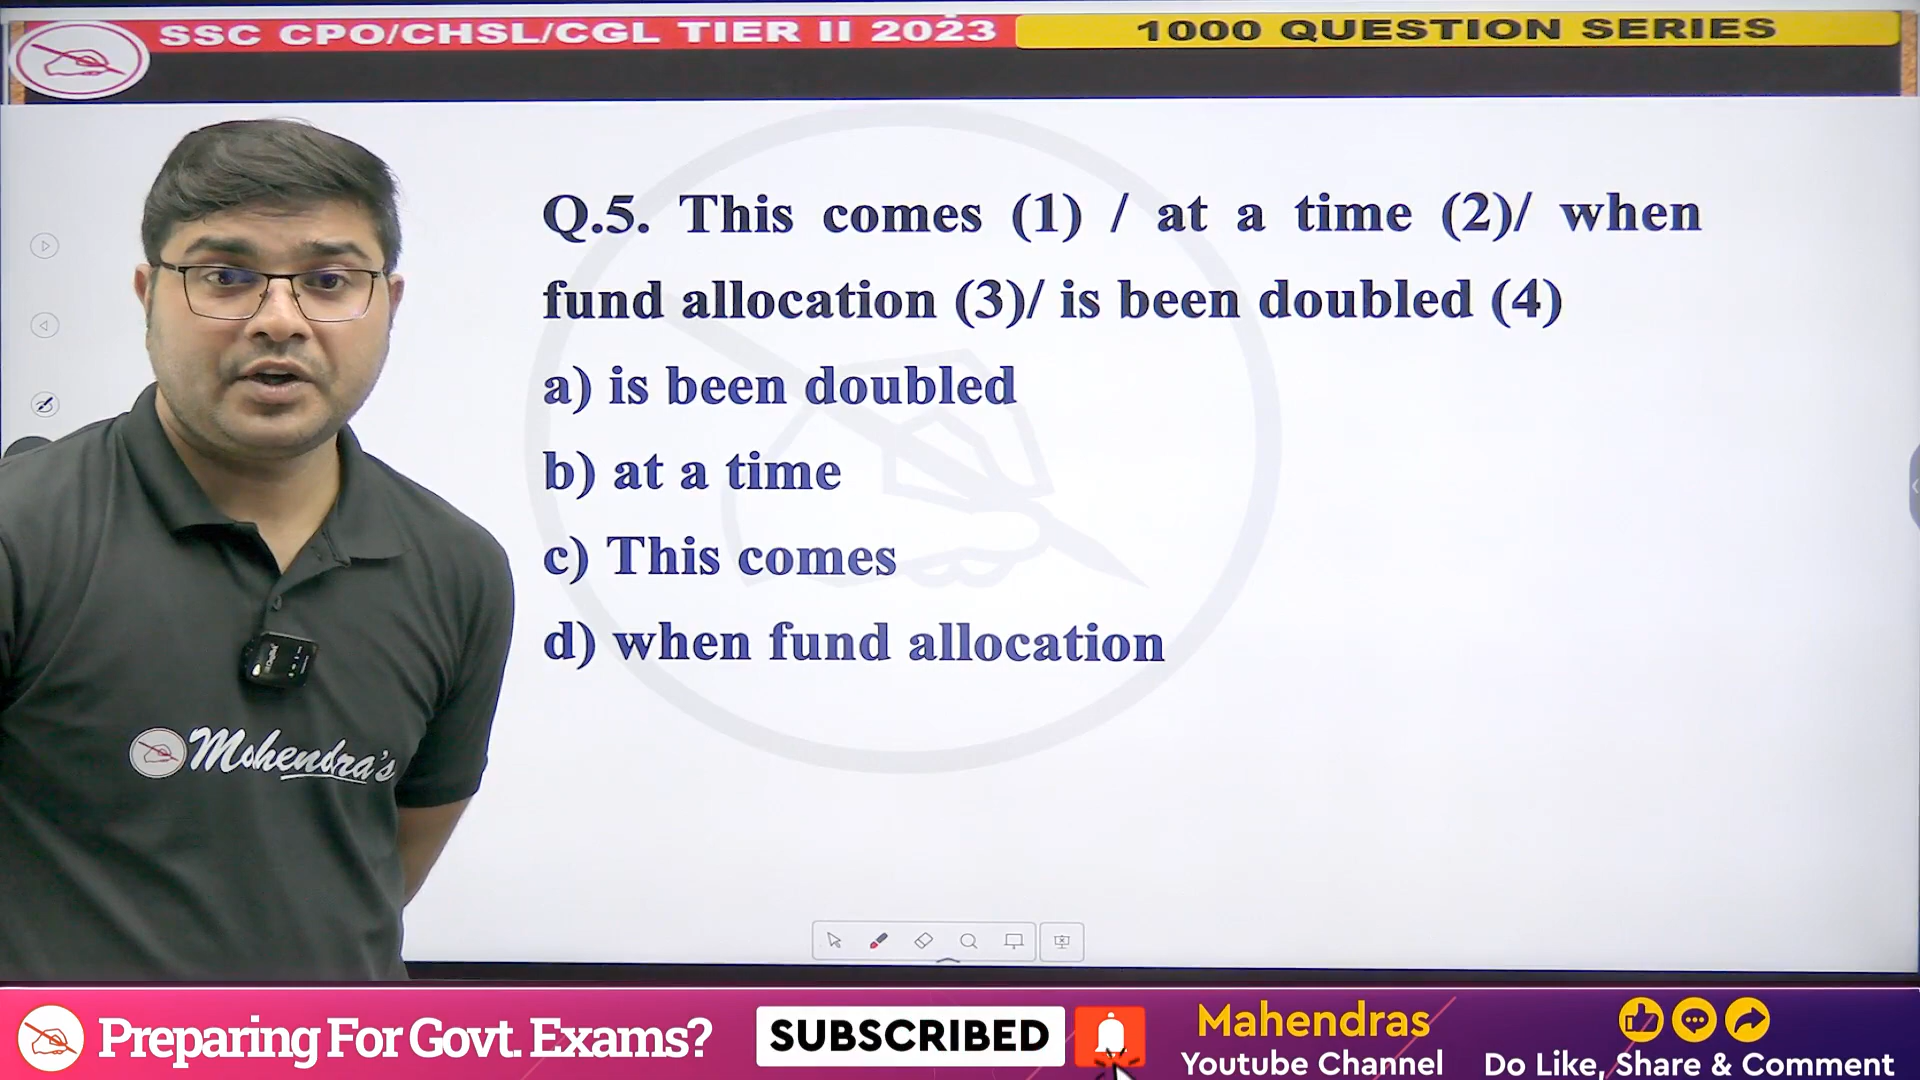 SSC CPO/CHSL/CGL TIER II 2023
1000 QUESTION SERIES
Q.5. This comes (1) / at a time (2)/ when
fund allocation (3)/ is been doubled (4)
a) is been doubled
b) at a time
c) This comes
d) when fund allocation
Mahendra's
Preparing For Govt. Exams?
SUBSCRIBED
Mahendras
Youtube Channel
Do Like, Share & Comment